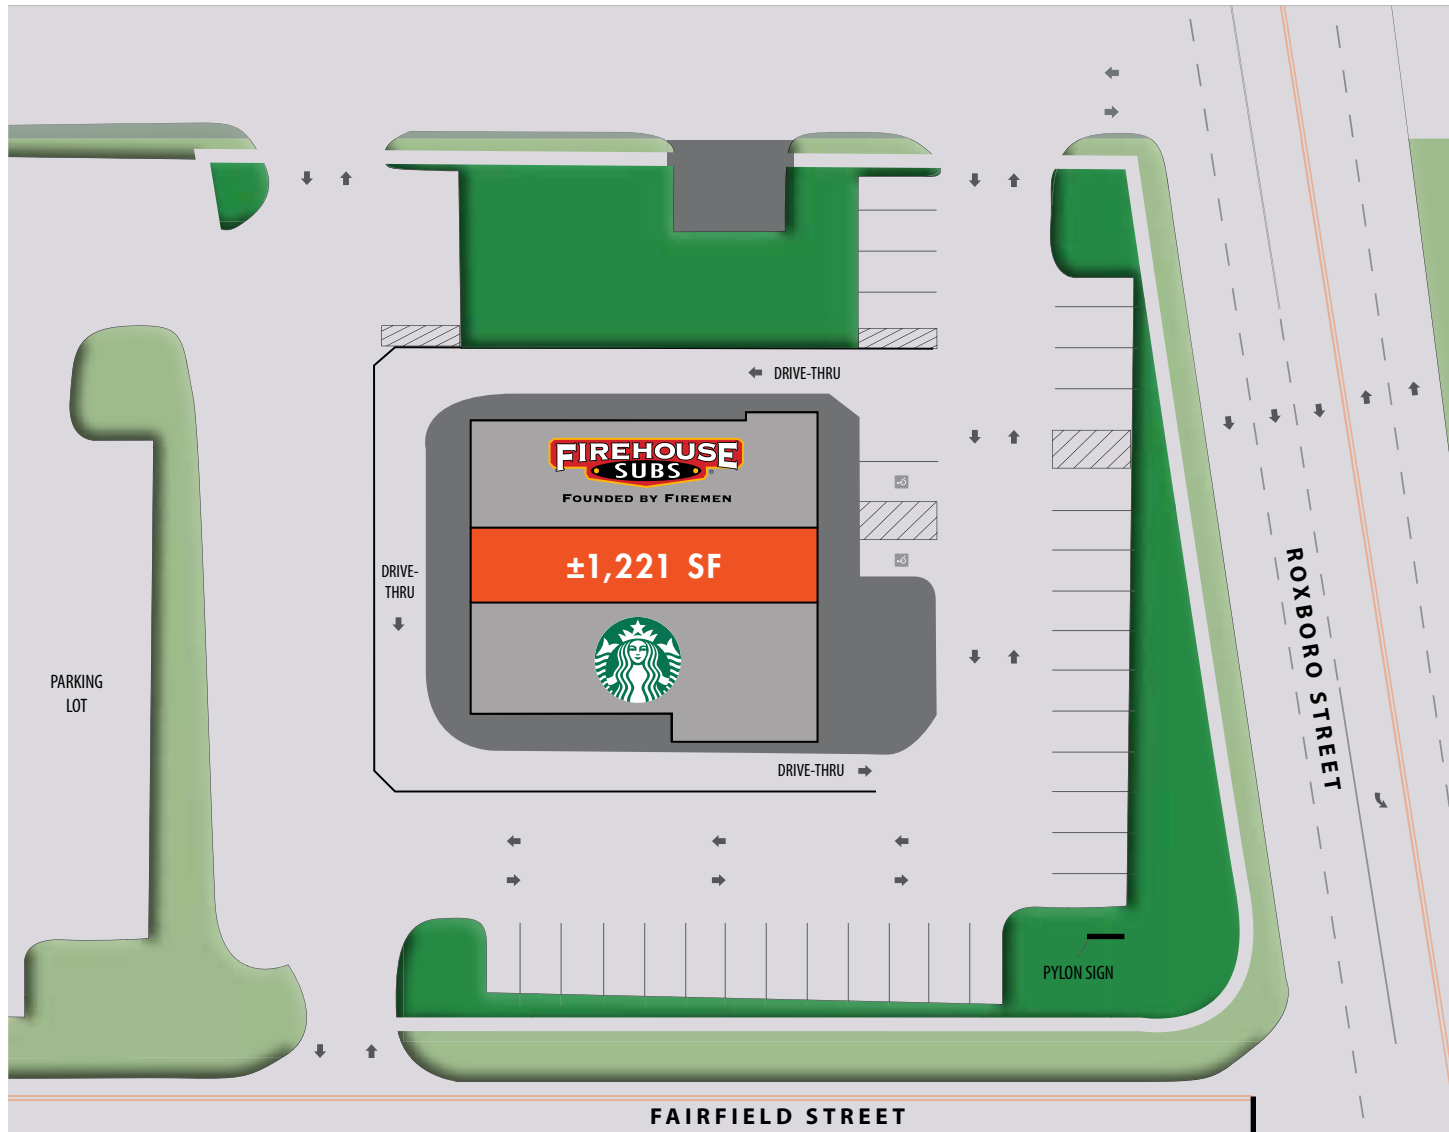 DRIVE-THRU
FIREHOUSE
SUBS
FOUNDED BY FIREMEN
±1,221 SF
DRIVE-
THRU
ROXBORO STREET
PARKING
LOT
DRIVE-THRU
PYLON SIGN
FAIRFIELD STREET